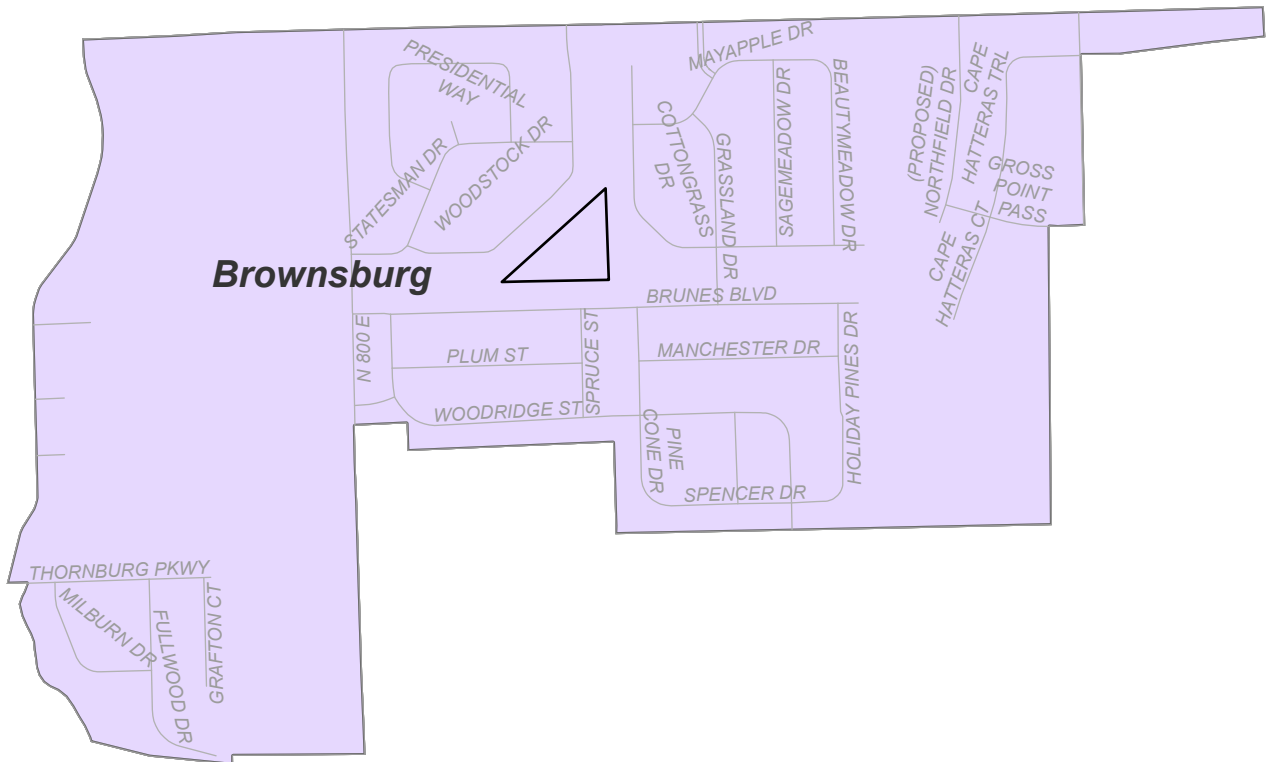 MAYAPPLE DR
PRESIDENTIAL
WAY
STATESMAN DR
WOODSTOCK DR
COTTONGRASS
DR
GRASSLAND DR
SAGEMEADOW DR
BEAUTYMEADOW DR
(PROPOSED)
NORTHFIELD DR
CAPE
HATTERAS TRL
GROSS
POINT
PASS
CAPE
HATTERAS CT
Brownsburg
BRUNES BLVD
N 800 E
PLUM ST
SPRUCE ST
MANCHESTER DR
HOLIDAY PINES DR
WOODRIDGE ST
PINE
CONE DR
SPENCER DR
THORNBURG PKWY
MILBURN DR
FULLWOOD DR
GRAFTON CT